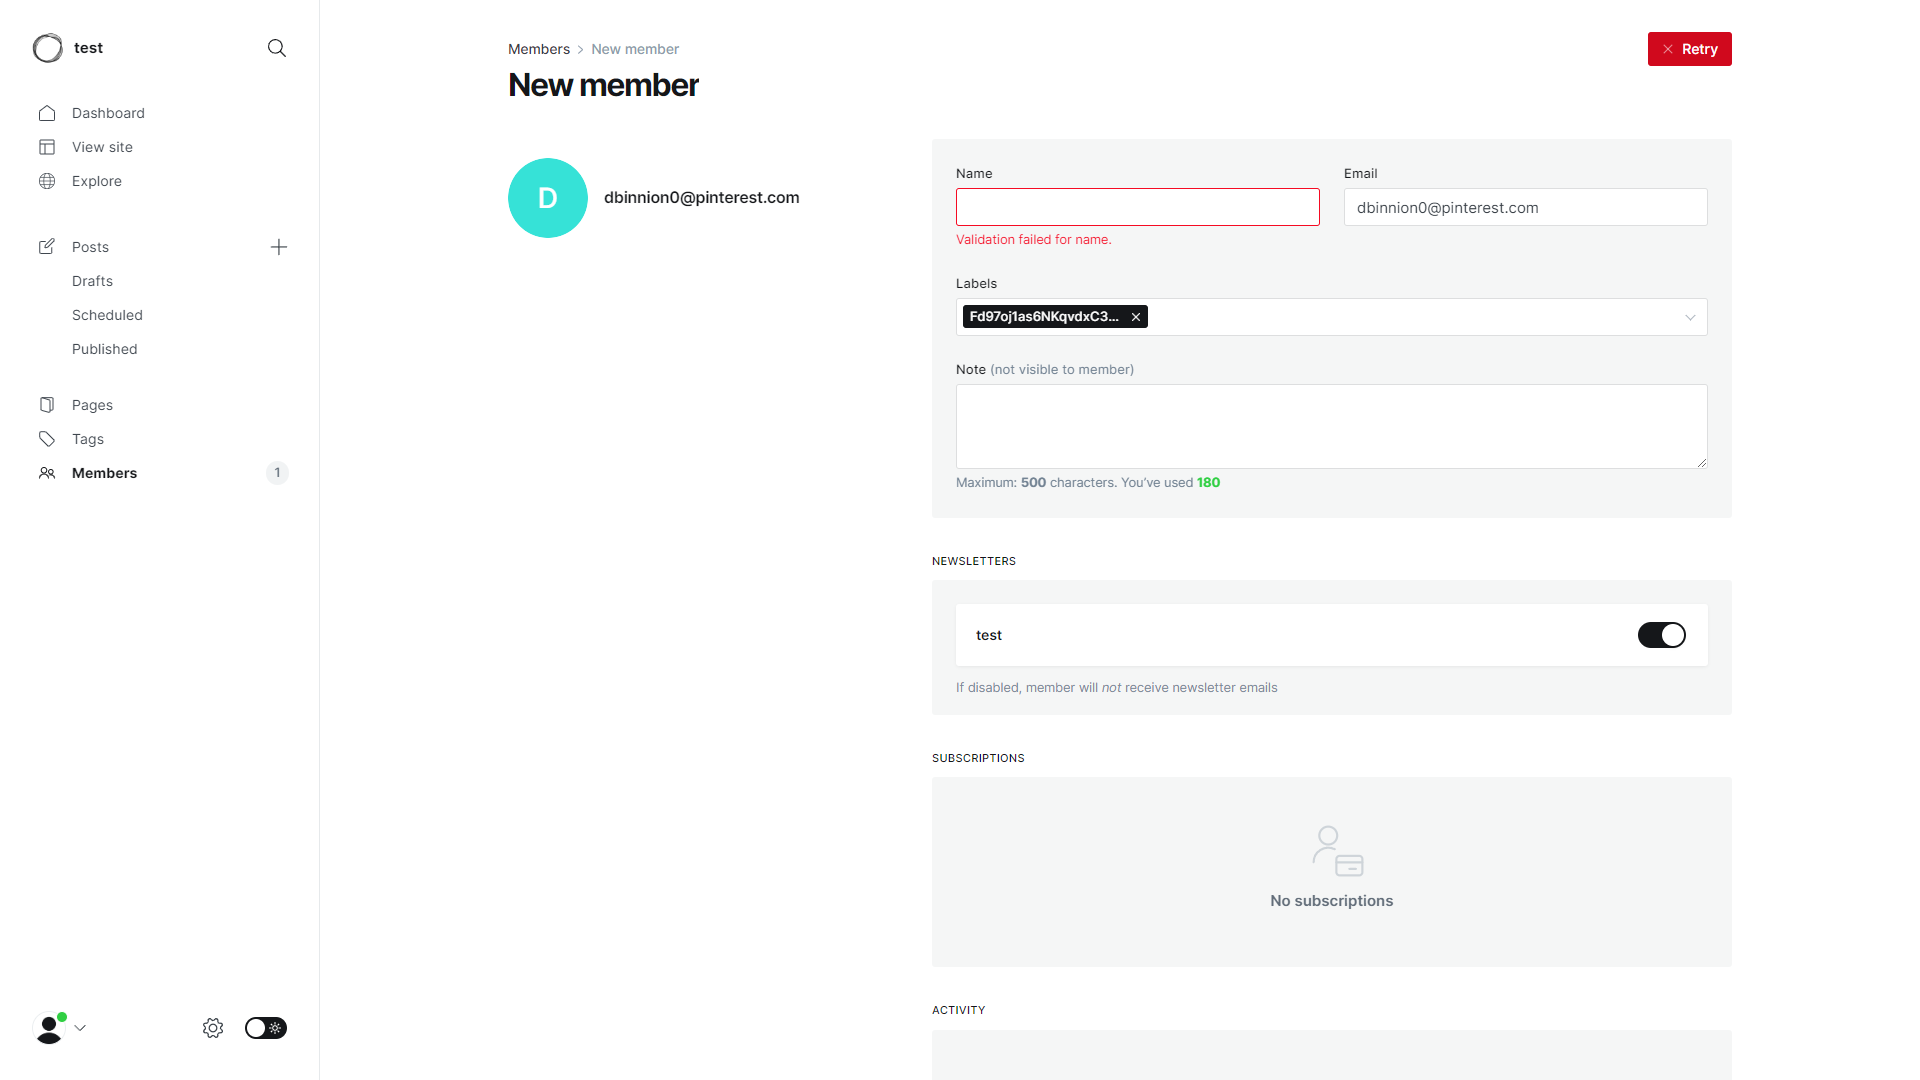 test
Dashboard
View site
Explore
Posts
Drafts
Scheduled
Published
Pages
Tags
Members
1
Members
New member
Retry
New member
D
dbinnion0@pinterest.com
Name
Email
dbinnion0@pinterest.com
Validation failed for name.
Labels
Fd97oj1as6NKqvdxC3...
Note (not visible to member)
Maximum: 500 characters. You've used 180
NEWSLETTERS
test
If disabled, member will not receive newsletter emails
SUBSCRIPTIONS
No subscriptions
ACTIVITY